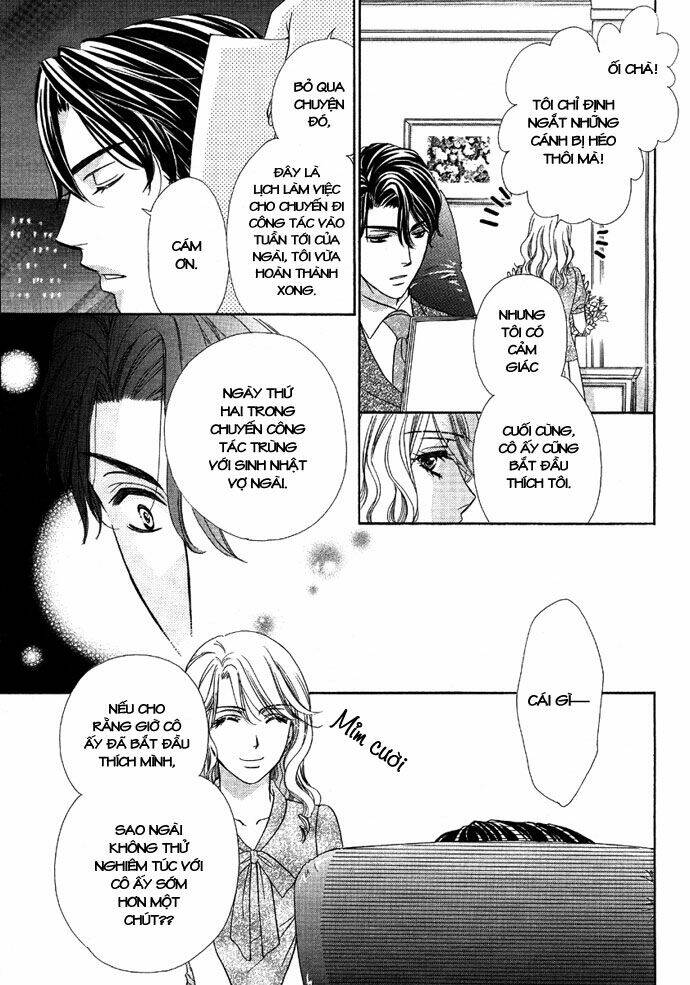 ỐI CHÀ!
TÔI CHỈ ĐỊNH
NGẮT NHỮNG
CÁNH BỊ HÉO
THÔI MÀ!
NHƯNG
TÔI CÓ
CẢM
GIÁC
CUỐI CÙNG,
CÔ ẤY CŨNG
BẮT ĐẦU
THÍCH TÔI.
BỎ QUA
CHUYỆN
ĐÓ,
ĐÂY LÀ
LỊCH LÀM VIỆC
CHO CHUYẾN ĐI
CÔNG TÁC VÀO
TUẦN TỚI CỦA
NGÀI, TÔI VỪA
HOÀN THÀNH
XONG.
CÁM
ƠN.
NGÀY THỨ
HAI TRONG
CHUYẾN CÔNG
TÁC TRÙNG
VỚI SINH NHẬT
VỢ NGÀI.
CÁI GÌ—
Mỉm cười
NẾU CHO
RẰNG GIỜ CÔ
ẤY ĐÃ BẮT ĐẦU
THÍCH MÌNH,
SAO NGÀI
KHÔNG THỬ
NGHIÊM TÚC VỚI
CÔ ẤY SỚM
HƠN MỘT
CHÚT??